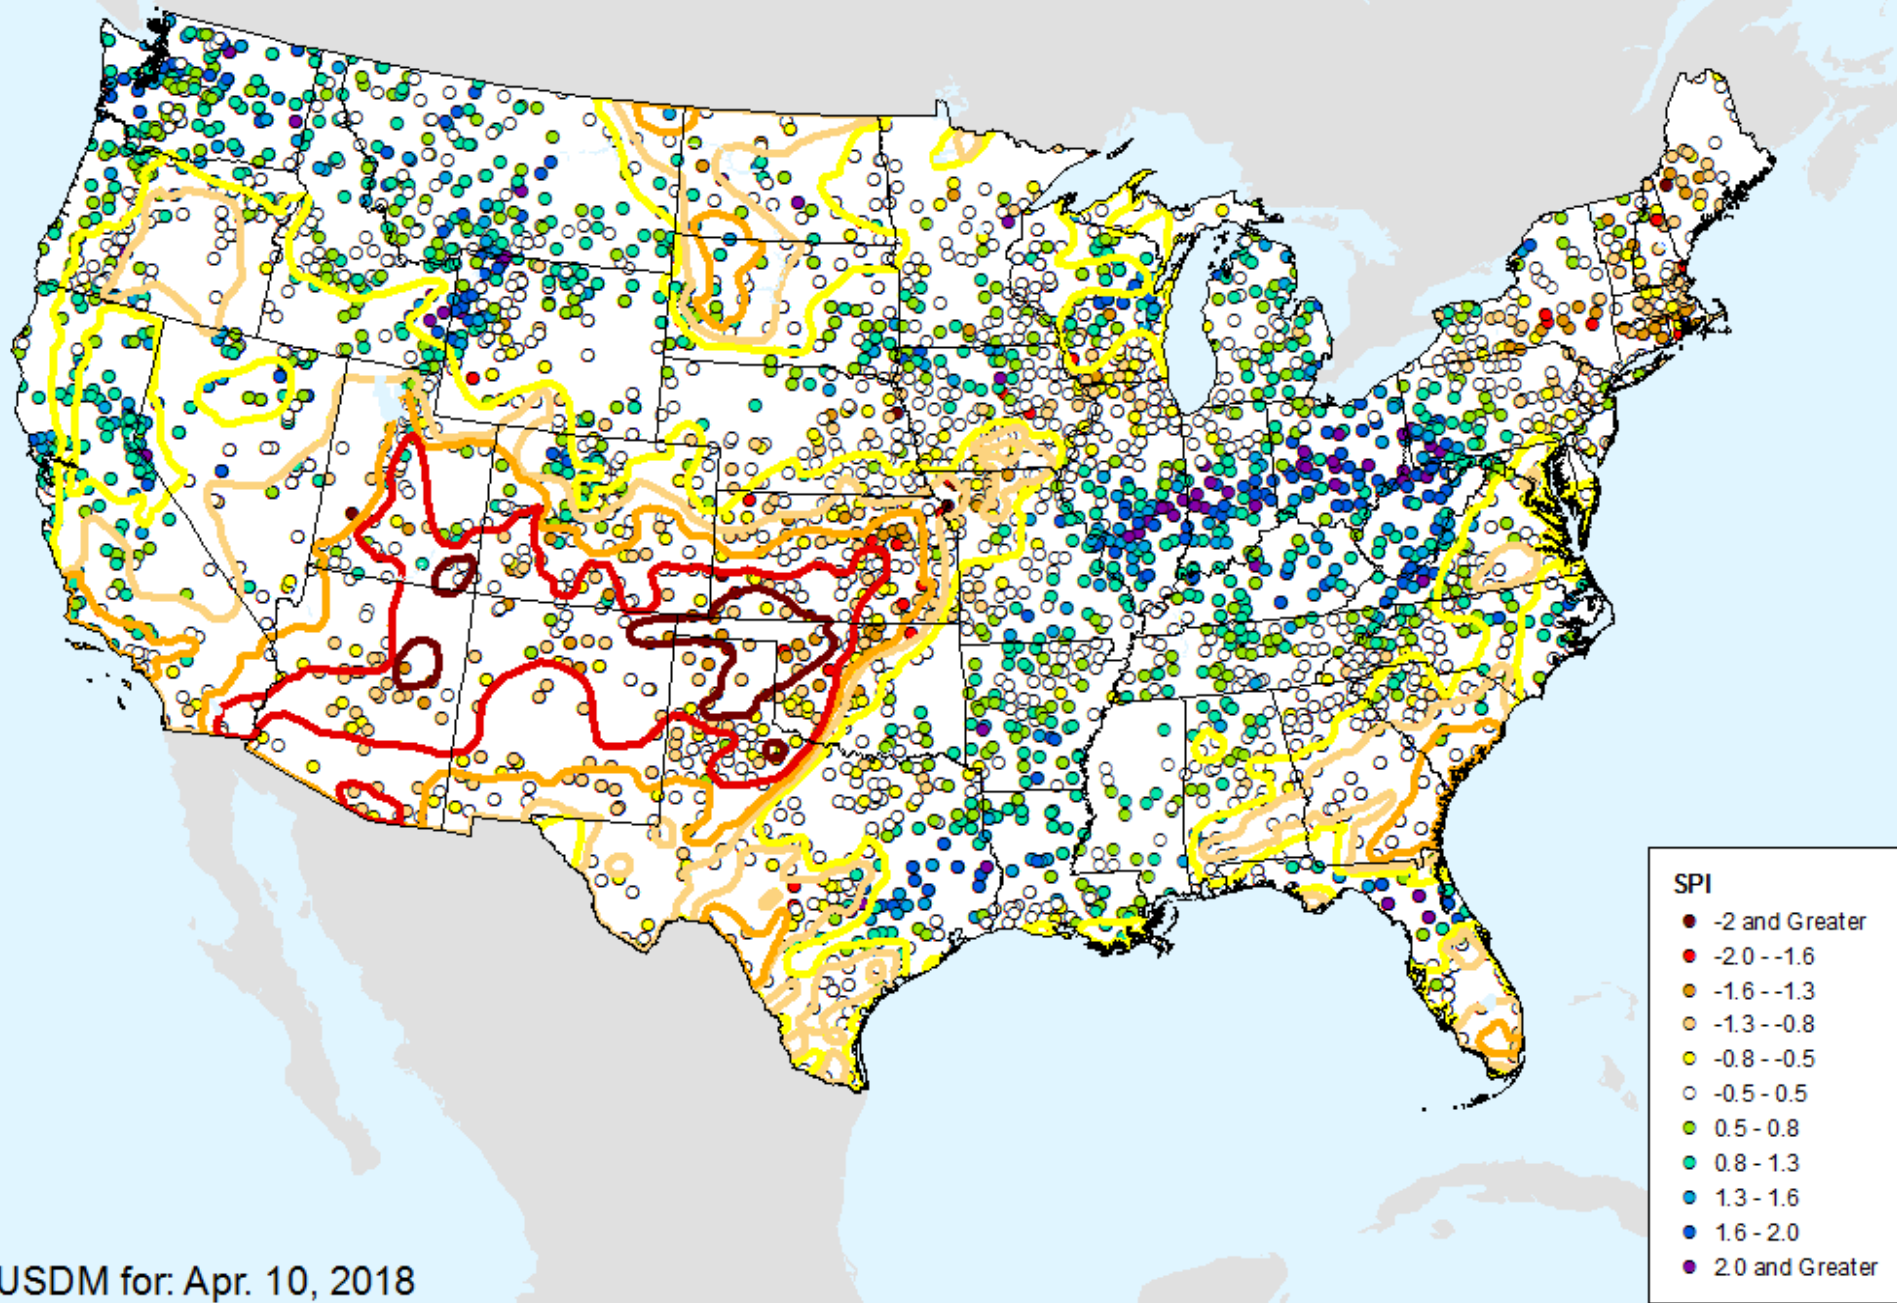 SPI
-2 and Greater
-2.0 - -1.6
-1.6 - -1.3
-1.3 - -0.8
-0.8 - -0.5
-0.5 - 0.5
0.5 - 0.8
0.8 - 1.3
1.3 - 1.6
1.6 - 2.0
2.0 and Greater
USDM for: Apr. 10, 2018